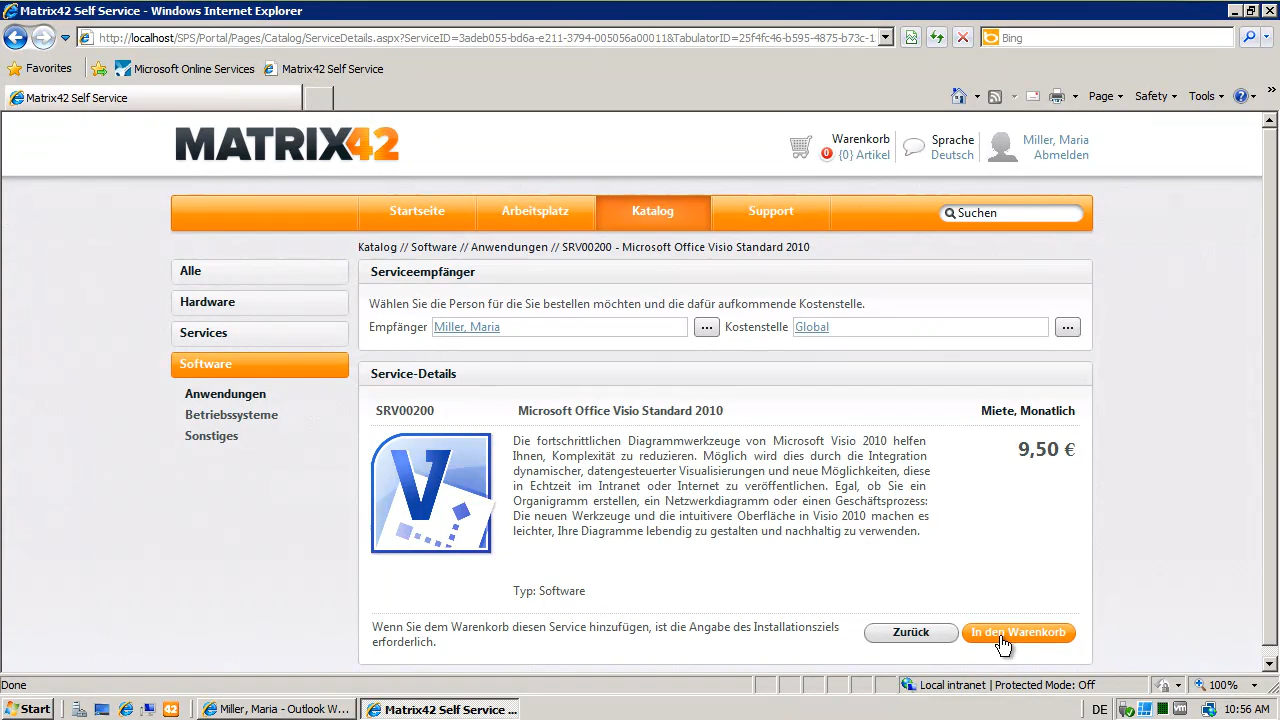 Matrix42 Self Service - Windows Internet Explorer
http://localhost/SPS/Portal/Pages/Catalog/ServiceDetails.aspx?ServiceID=3adeb055-bd6a-e211-3794-005056a00011&TabulatorID=25f4fc46-b595-4875-b73c-1
Bing
Favorites
Microsoft Online Services
Matrix42 Self Service
Matrix42 Self Service
Page
Safety
Tools
MATRIX42
Warenkorb
0 {0} Artikel
Sprache
Deutsch
Miller, Maria
Abmelden
Startseite
Arbeitsplatz
Katalog
Support
Suchen
Katalog // Software // Anwendungen // SRV00200 - Microsoft Office Visio Standard 2010
Alle
Hardware
Services
Software
Anwendungen
Betriebssysteme
Sonstiges
Serviceempfänger
Wählen Sie die Person für die Sie bestellen möchten und die dafür aufkommende Kostenstelle.
Empfänger Miller, Maria ... Kostenstelle Global ...
Service-Details
SRV00200 Microsoft Office Visio Standard 2010 Miete, Monatlich
V
9,50 €
Die fortschrittlichen Diagrammwerkzeuge von Microsoft Visio 2010 helfen
Ihnen, Komplexität zu reduzieren. Möglich wird dies durch die Integration
dynamischer, datengesteuerter Visualisierungen und neue Möglichkeiten, diese
in Echtzeit im Intranet oder Internet zu veröffentlichen. Egal, ob Sie ein
Organigramm erstellen, ein Netzwerkdiagramm oder einen Geschäftsprozess:
Die neuen Werkzeuge und die intuitivere Oberfläche in Visio 2010 machen es
leichter, Ihre Diagramme lebendig zu gestalten und nachhaltig zu verwenden.
Typ: Software
Wenn Sie dem Warenkorb diesen Service hinzufügen, ist die Angabe des Installationsziels
erforderlich.
Zurück
In den Warenkorb
Done
Local intranet | Protected Mode: Off
100%
Start
42
Miller, Maria - Outlook W...
Matrix42 Self Service ...
DE
10:56 AM